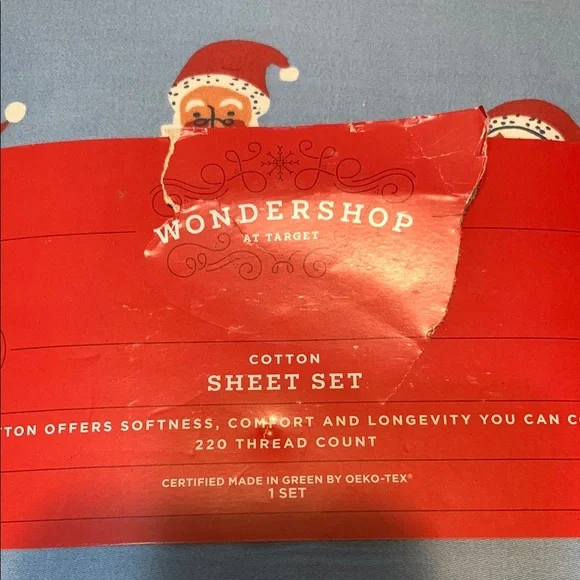 WONDERSHOP
AT TARGET
COTTON
SHEET SET
OFFERS SOFTNESS, COMFORT AND LONGEVITY YOU CAN
220 THREAD COUNT
CERTIFIED MADE IN GREEN BY OEKO-TEX®
1 SET